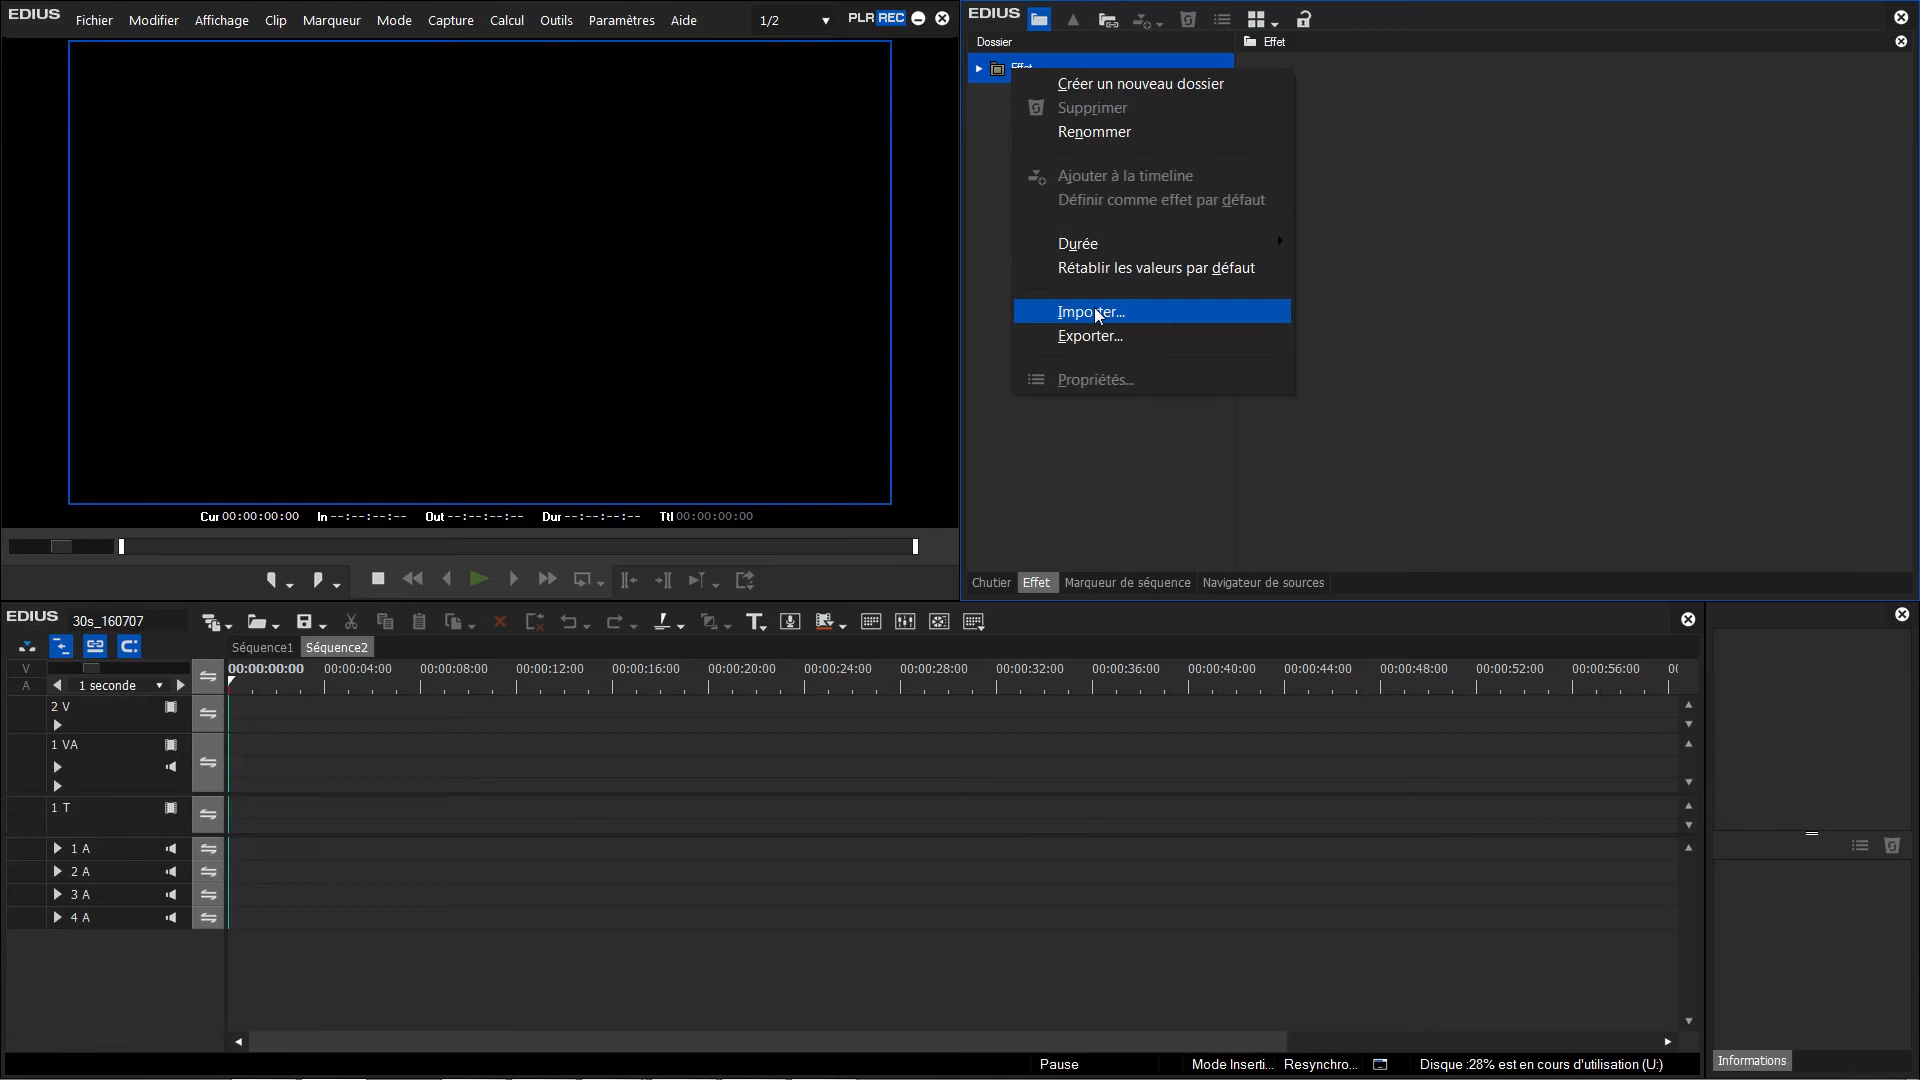 EDIUS Fichier Modifier Affichage Clip Marqueur Mode Capture Calcul Outils Paramètres Aide 1/2 PLR REC
Cur 00:00:00:00 In --:--:--:-- Out --:--:--:-- Dur --:--:--:-- Ttl 00:00:00:00
EDIUS
Dossier
Effet
Effet
Créer un nouveau dossier
Supprimer
Renommer
Ajouter à la timeline
Définir comme effet par défaut
Durée
Rétablir les valeurs par défaut
Importer...
Exporter...
Propriétés...
Chutier Effet Marqueur de séquence Navigateur de sources
EDIUS 30s_160707
Séquence1 Séquence2
V
A
1 seconde
00:00:00:00 00:00:04:00 00:00:08:00 00:00:12:00 00:00:16:00 00:00:20:00 00:00:24:00 00:00:28:00 00:00:32:00 00:00:36:00 00:00:40:00 00:00:44:00 00:00:48:00 00:00:52:00 00:00:56:00
2 V
1 VA
1 T
1 A
2 A
3 A
4 A
Pause Mode Inserti... Resynchro... Disque :28% est en cours d'utilisation (U:)
Informations